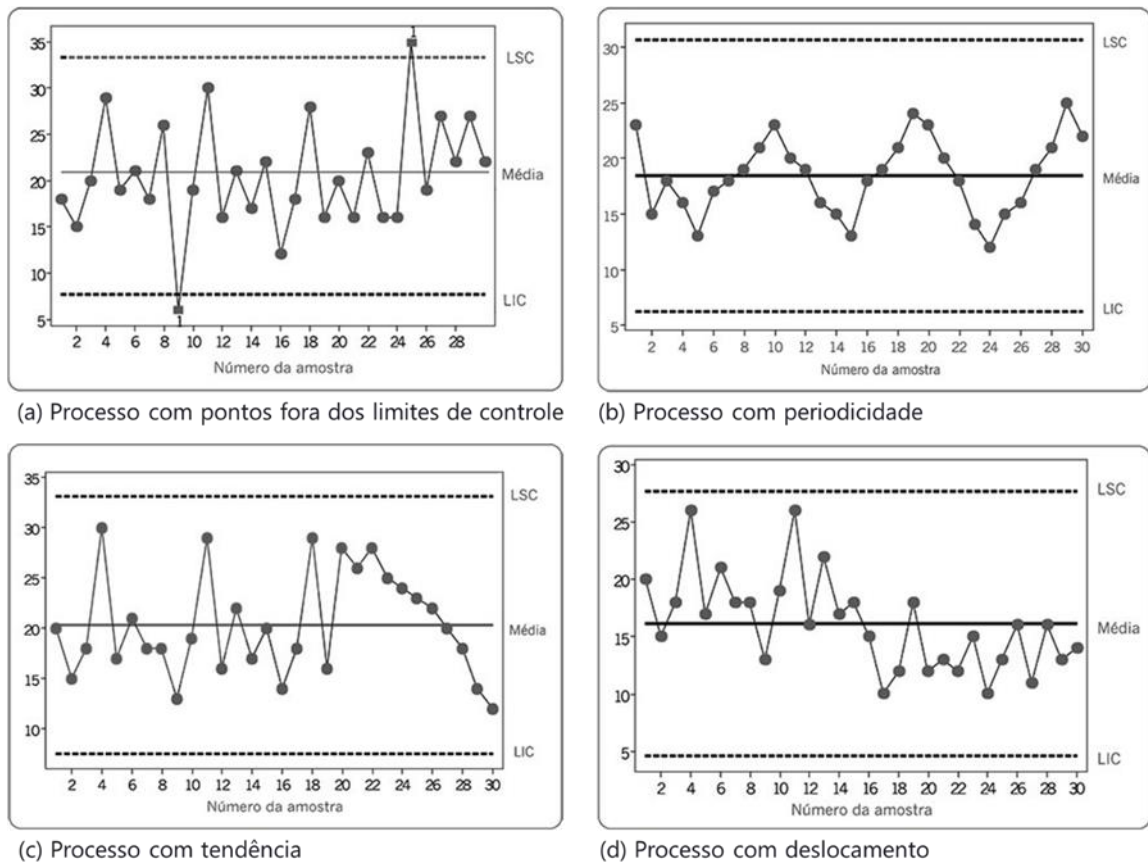 35
30
25
20
15
10
5
1
1
LSC
Média
LIC
2 4 6 8 10 12 14 16 18 20 22 24 26 28
Número da amostra
(a) Processo com pontos fora dos limites de controle
30
25
20
15
10
5
LSC
Média
LIC
2 4 6 8 10 12 14 16 18 20 22 24 26 28 30
Número da amostra
(b) Processo com periodicidade
35
30
25
20
15
10
LSC
Média
LIC
2 4 6 8 10 12 14 16 18 20 22 24 26 28 30
Número da amostra
(c) Processo com tendência
30
25
20
15
10
5
LSC
Média
LIC
2 4 6 8 10 12 14 16 18 20 22 24 26 28 30
Número da amostra
(d) Processo com deslocamento